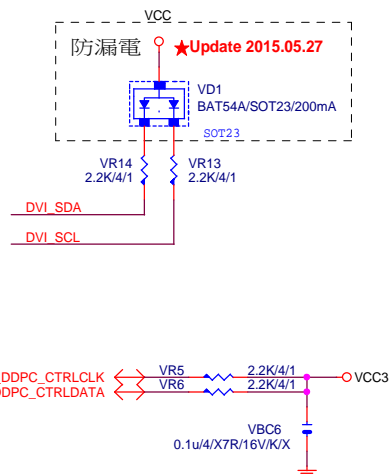 VCC
防漏電 ★Update 2015.05.27
VD1
BAT54A/SOT23/200mA
SOT23
VR14 VR13
2.2K/4/1 2.2K/4/1
DVI_SDA
DVI_SCL
DDPC_CTRLCLK VR5 2.2K/4/1 VCC3
DPC_CTRLDATA VR6 2.2K/4/1
VBC6
0.1u/4/X7R/16V/K/X